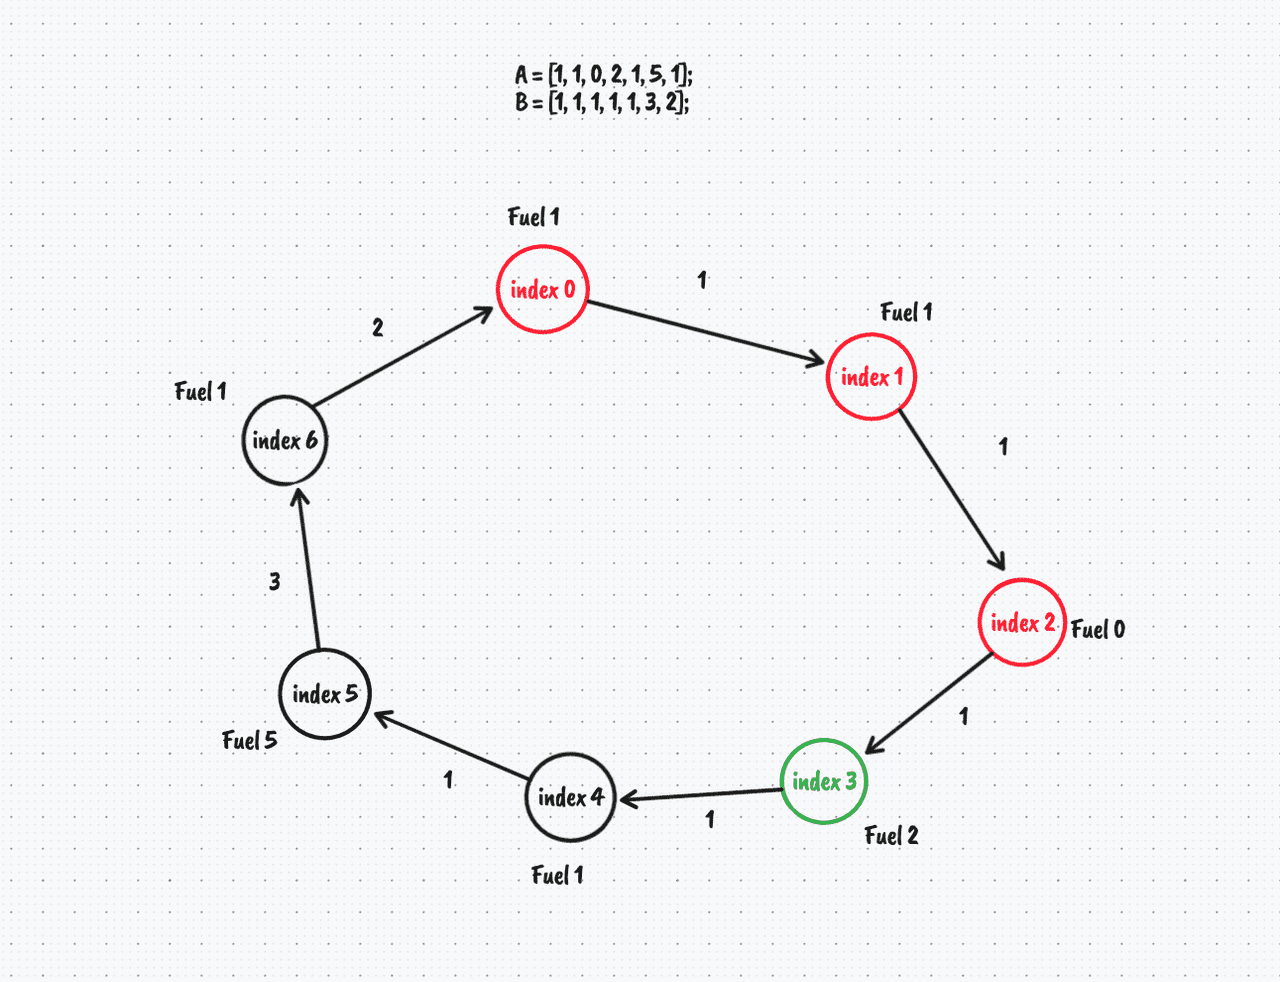 A = [1, 1, 0, 2, 1, 5, 1];
B = [1, 1, 1, 1, 1, 3, 2];
Fuel 1
index 0
1
Fuel 1
index 1
2
Fuel 1
index 6
1
3
index 2
Fuel 0
index 5
Fuel 5
1
index 3
Fuel 2
1
index 4
Fuel 1
1